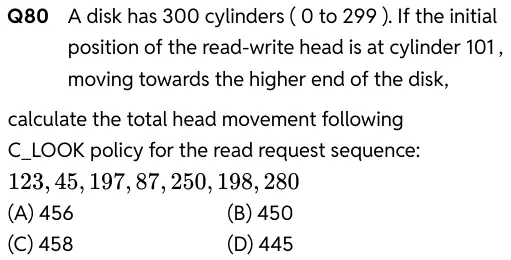 Q80 A disk has 300 cylinders ( 0 to 299 ). If the initial
position of the read-write head is at cylinder 101 ,
moving towards the higher end of the disk,
calculate the total head movement following
C_LOOK policy for the read request sequence:
123, 45, 197, 87, 250, 198, 280
(A) 456 (B) 450
(C) 458 (D) 445